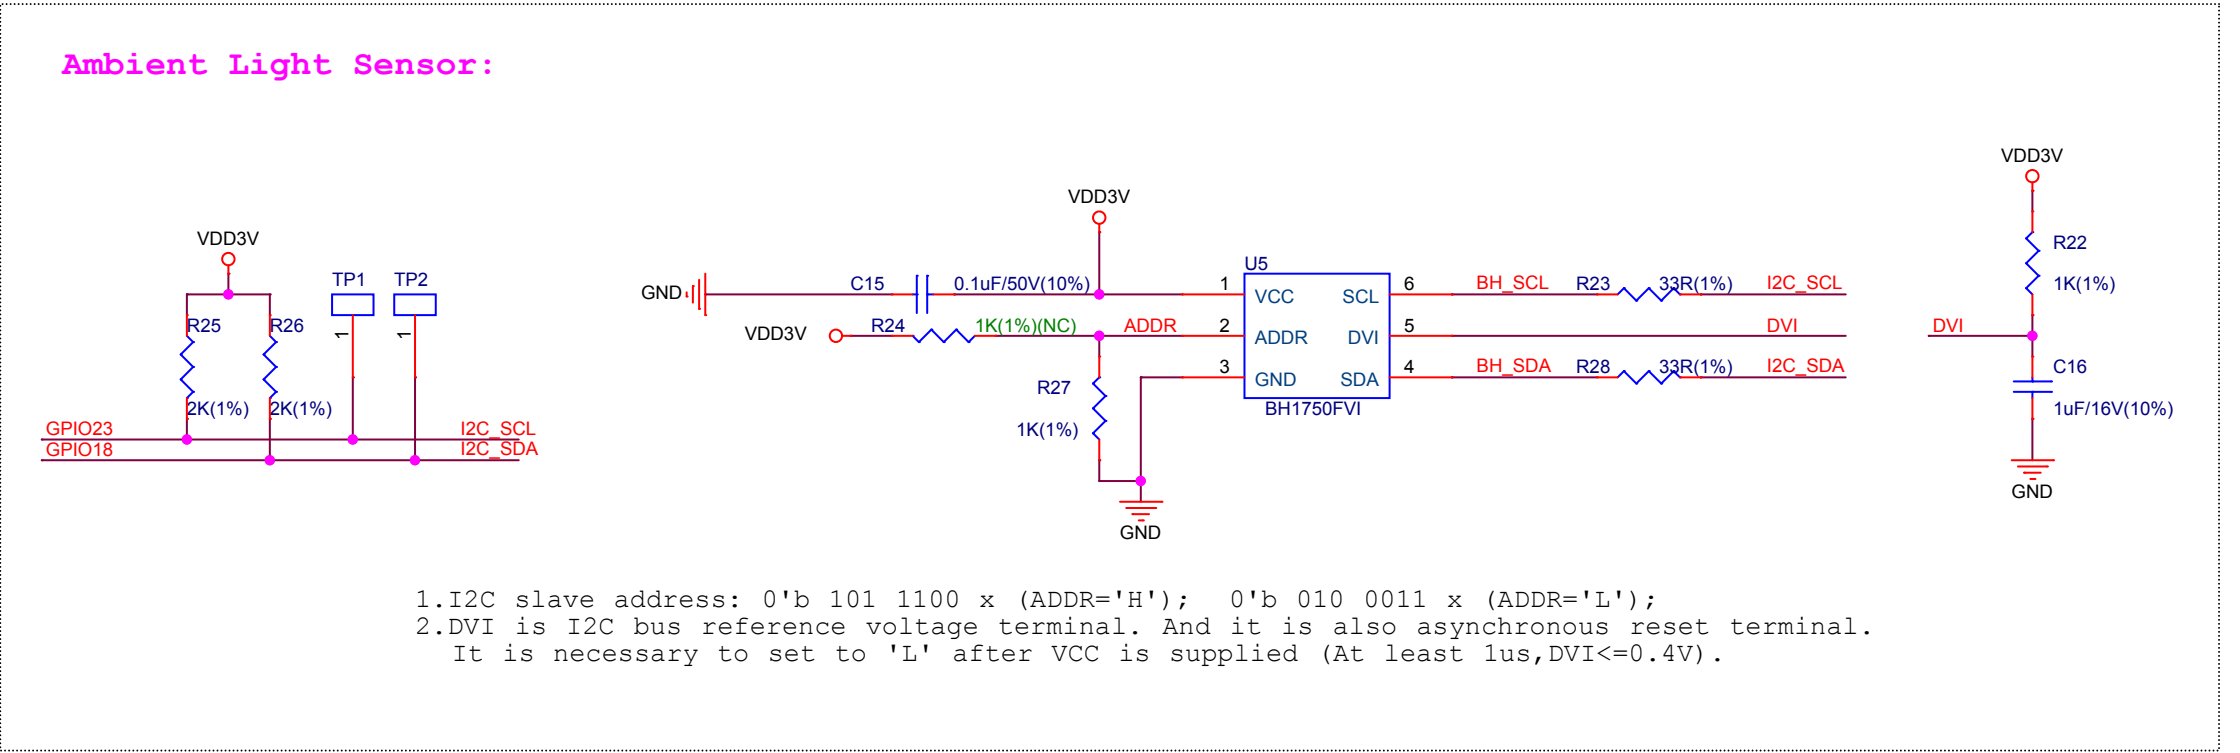 Ambient Light Sensor:
VDD3V
R25
R26
2K(1%)
2K(1%)
TP1
TP2
1
1
GPIO23
I2C_SCL
GPIO18
I2C_SDA
VDD3V
GND
C15
0.1uF/50V(10%)
VDD3V
R24
1K(1%)(NC)
ADDR
R27
1K(1%)
GND
U5
1
VCC
SCL
6
2
ADDR
DVI
5
3
GND
SDA
4
BH1750FVI
BH_SCL
R23
33R(1%)
I2C_SCL
DVI
BH_SDA
R28
33R(1%)
I2C_SDA
VDD3V
R22
1K(1%)
DVI
C16
1uF/16V(10%)
GND
1.I2C slave address: 0'b 101 1100 x (ADDR='H'); 0'b 010 0011 x (ADDR='L');
2.DVI is I2C bus reference voltage terminal. And it is also asynchronous reset terminal.
It is necessary to set to 'L' after VCC is supplied (At least 1us,DVI<=0.4V).